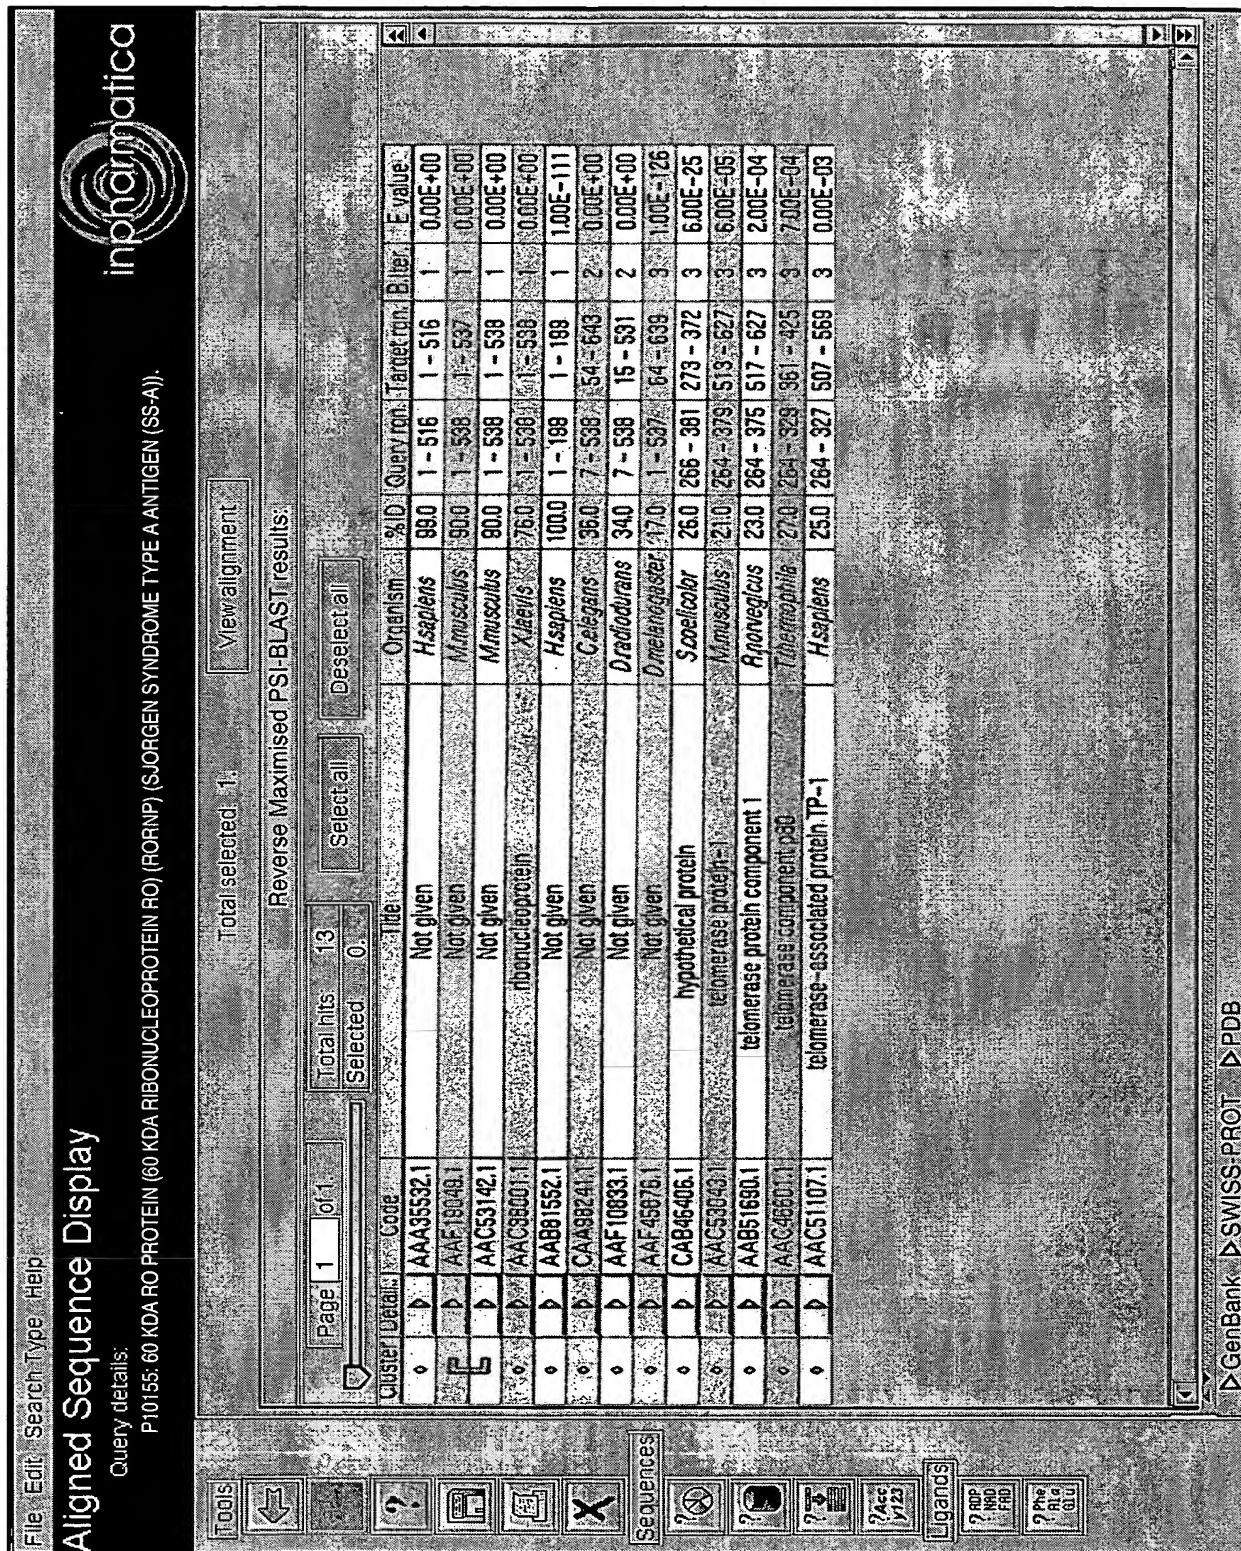 File Edit Search Type Help
Aligned Sequence Display
inpharmatica
Query details:
P10155: 60 KDA RO PROTEIN (60 KDA RIBONUCLEOPROTEIN RO) (RORNP) (SJORGEN SYNDROME TYPE A ANTIGEN (SS-A)).
Tools
Total selected 1.
View alignment
Reverse Maximised PSI-BLAST results:
Page 1 of 1.
Total hits 13
Selected 0.
Select all
Deselect all
Cluster Detail. Code Title Organism %ID Query rgn. Target rgn. B.Iter. E value
AAA35532.1 Not given H.sapiens 99.0 1 - 516 1 - 516 1 0.00E+00
AAF19049.1 Not given M.musculus 90.0 1 - 538 1 - 537 1 0.00E+00
AAC53142.1 Not given M.musculus 90.0 1 - 538 1 - 538 1 0.00E+00
AAC38001.1 ribonucleoprotein X.laevis 76.0 1 - 538 1 - 538 1 0.00E+00
AAB81552.1 Not given H.sapiens 100.0 1 - 199 1 - 199 1 1.00E-111
CAA98241.1 Not given C.elegans 36.0 7 - 538 54 - 643 2 0.00E+00
AAF10833.1 Not given D.radiodurans 34.0 7 - 538 15 - 531 2 0.00E+00
AAF45876.1 Not given D.melanogaster 17.0 1 - 537 64 - 639 3 1.00E-126
CAB46406.1 hypothetical protein S.coelicolor 26.0 266 - 381 273 - 372 3 6.00E-25
AAC53043.1 telomerase protein-1 M.musculus 21.0 264 - 379 513 - 627 3 6.00E-05
AAB51690.1 telomerase protein component 1 R.norvegicus 23.0 264 - 375 517 - 627 3 2.00E-04
AAC46601.1 telomerase component p80 T.thermophila 27.0 264 - 329 361 - 425 3 7.00E-04
AAC51107.1 telomerase-associated protein TP-1 H.sapiens 25.0 264 - 327 507 - 569 3 0.00E-03
Sequences
?Acc
y123
Ligands
?ADP
NAD
FAD
?Phe
Ala
Glu
GenBank SWISS-PROT PDB